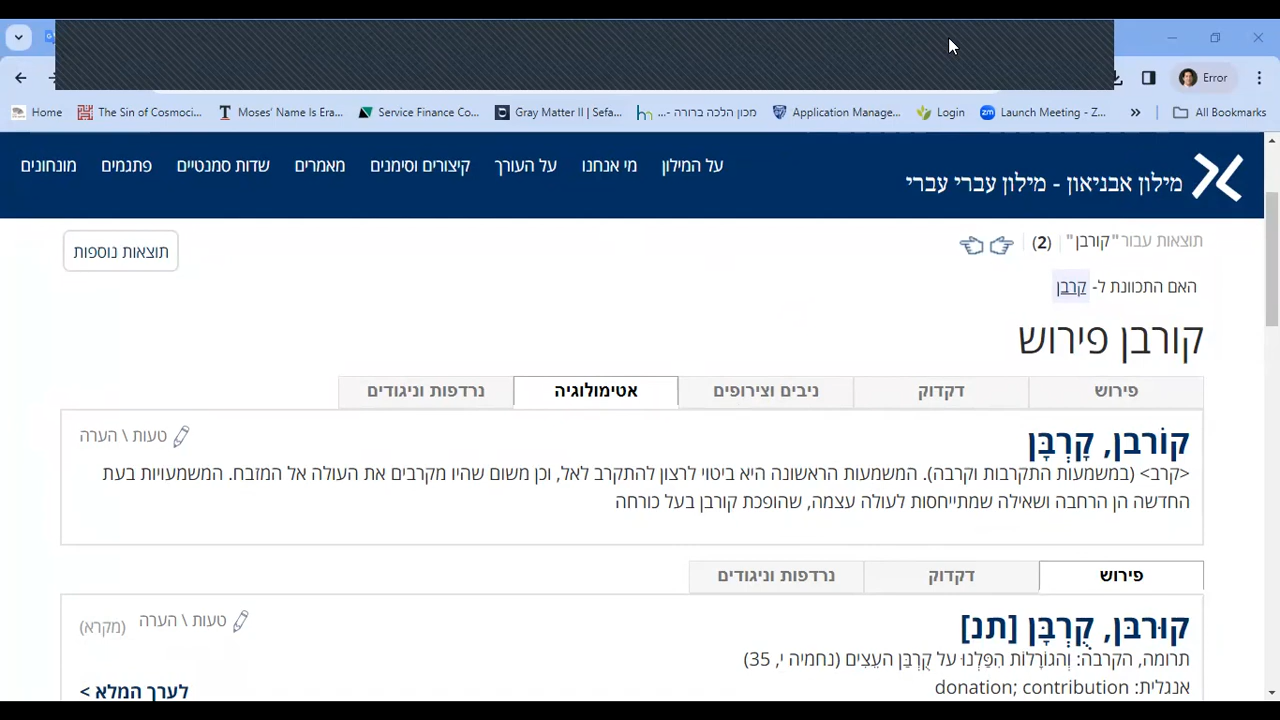 Error
Home
The Sin of Cosmoci...
Moses' Name Is Era...
Service Finance Co...
Gray Matter II | Sefa...
מכון הלכה ברורה -...
Application Manage...
Login
Launch Meeting - Z...
»
All Bookmarks
מילון אבניאון - מילון עברי עברי
על המילון
מי אנחנו
על העורך
קיצורים וסימנים
מאמרים
שדות סמנטיים
פתגמים
מונחונים
תוצאות עבור "קורבן" | (2) |
תוצאות נוספות
האם התכוונת ל- קרבן
קורבן פירוש
פירוש
דקדוק
ניבים וצירופים
אטימולוגיה
נרדפות וניגודים
קוֹרבן, קָרְבָּן
טעות \ הערה
<קרב> (במשמעות התקרבות וקרבה). המשמעות הראשונה היא ביטוי לרצון להתקרב לאל, וכן משום שהיו מקרבים את העולה אל המזבח. המשמעויות בעת
החדשה הן הרחבה ושאילה שמתייחסות לעולה עצמה, שהופכת קורבן בעל כורחה
פירוש
דקדוק
נרדפות וניגודים
קוּרבּן, קֻרְבָּן [תנ]
טעות \ הערה
(מקרא)
תרומה, הקרבה: וְהַגּוֹרָלוֹת הִפַּלְנוּ עַל קֻרְבַּן הָעֵצִים (נחמיה י, 35)
אנגלית: donation; contribution
לערך המלא >